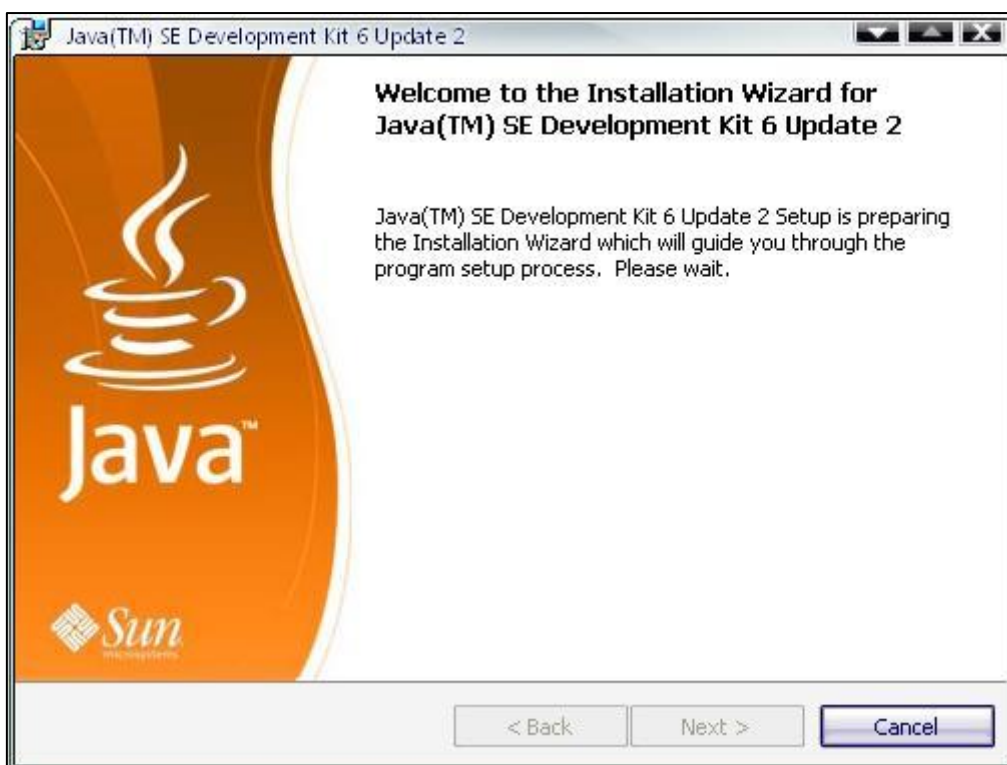 Java(TM) SE Development Kit 6 Update 2
Welcome to the Installation Wizard for
Java(TM) SE Development Kit 6 Update 2
Java(TM) SE Development Kit 6 Update 2 Setup is preparing
the Installation Wizard which will guide you through the
program setup process.  Please wait.
Java™
Sun
microsystems
< Back
Next >
Cancel